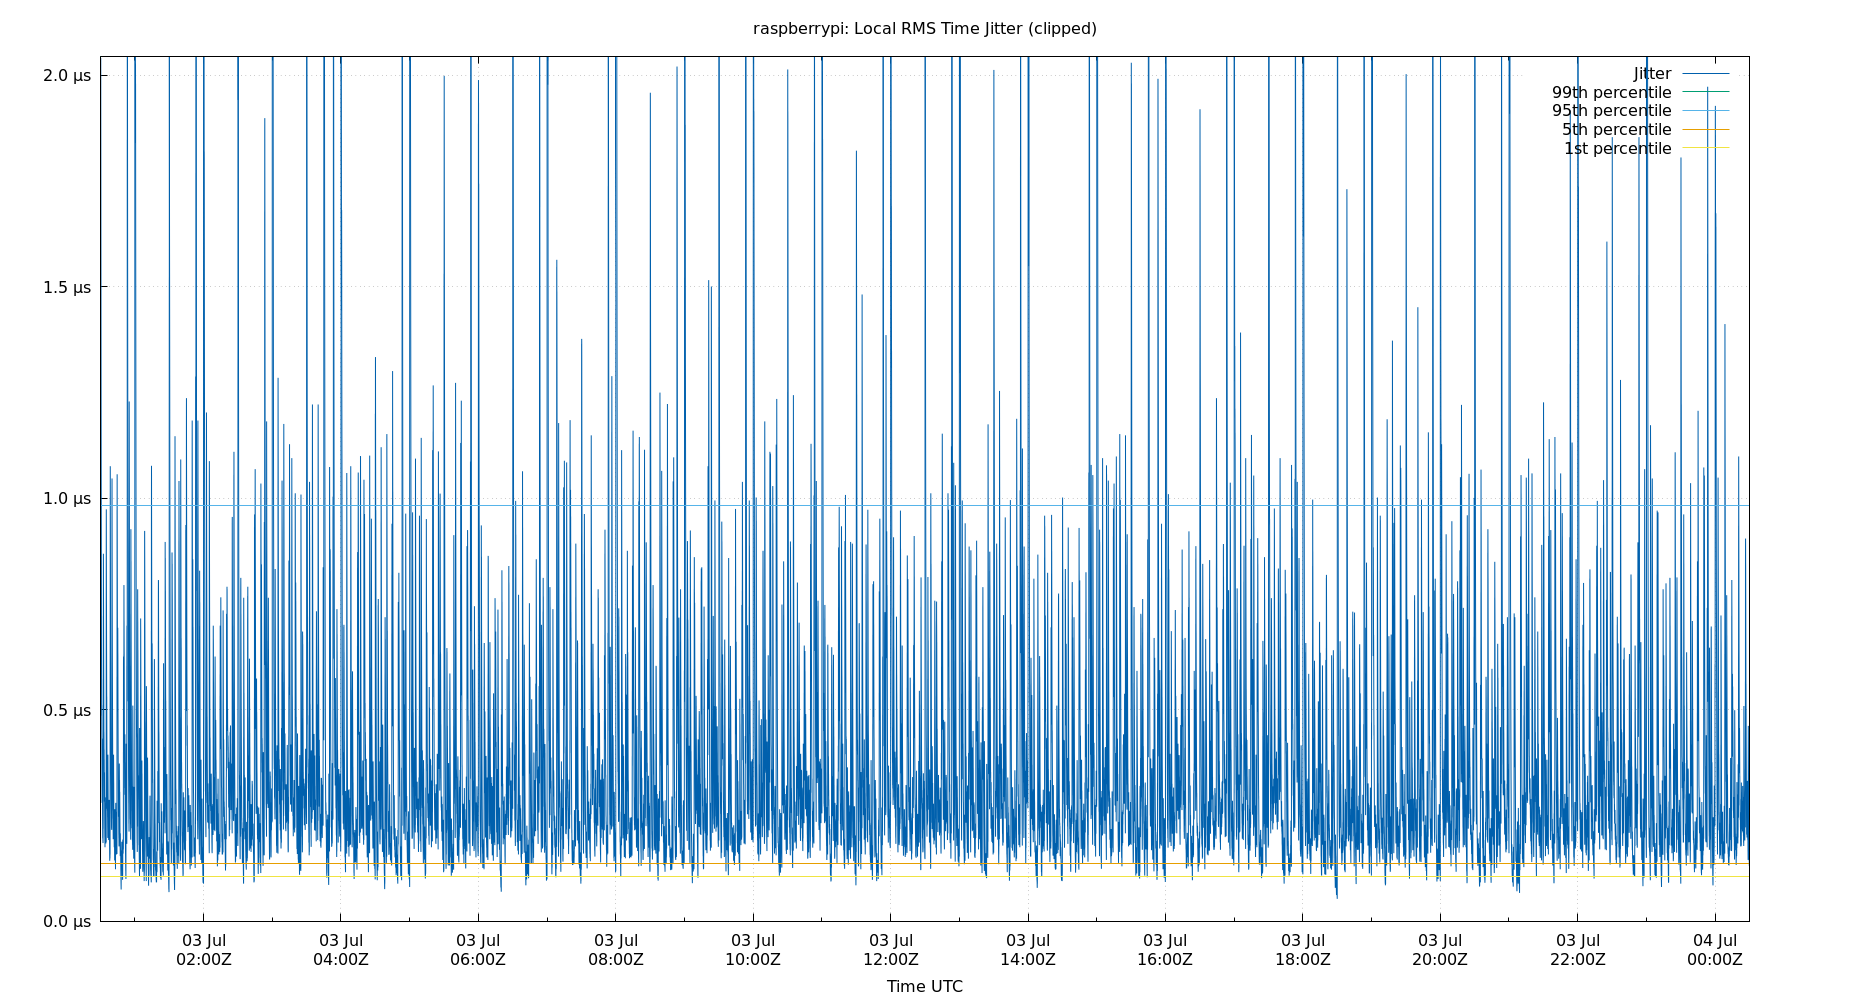 raspberrypi: Local RMS Time Jitter (clipped)
2.0 µs
1.5 µs
1.0 µs
0.5 µs
0.0 µs
Jitter
99th percentile
95th percentile
5th percentile
1st percentile
03 Jul 03 Jul 03 Jul 03 Jul 03 Jul 03 Jul 03 Jul 03 Jul 03 Jul 03 Jul 03 Jul 04 Jul
02:00Z 04:00Z 06:00Z 08:00Z 10:00Z 12:00Z 14:00Z 16:00Z 18:00Z 20:00Z 22:00Z 00:00Z
Time UTC